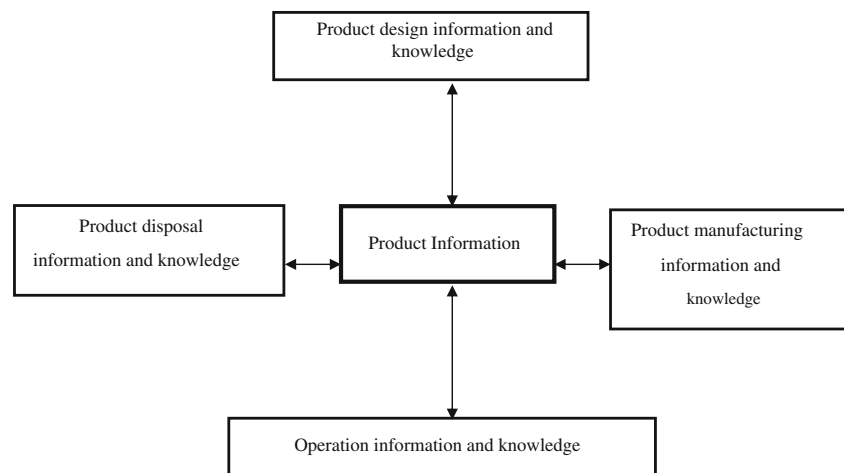 Product design information and
knowledge
Product disposal
information and knowledge
Product Information
Product manufacturing
information and
knowledge
Operation information and knowledge